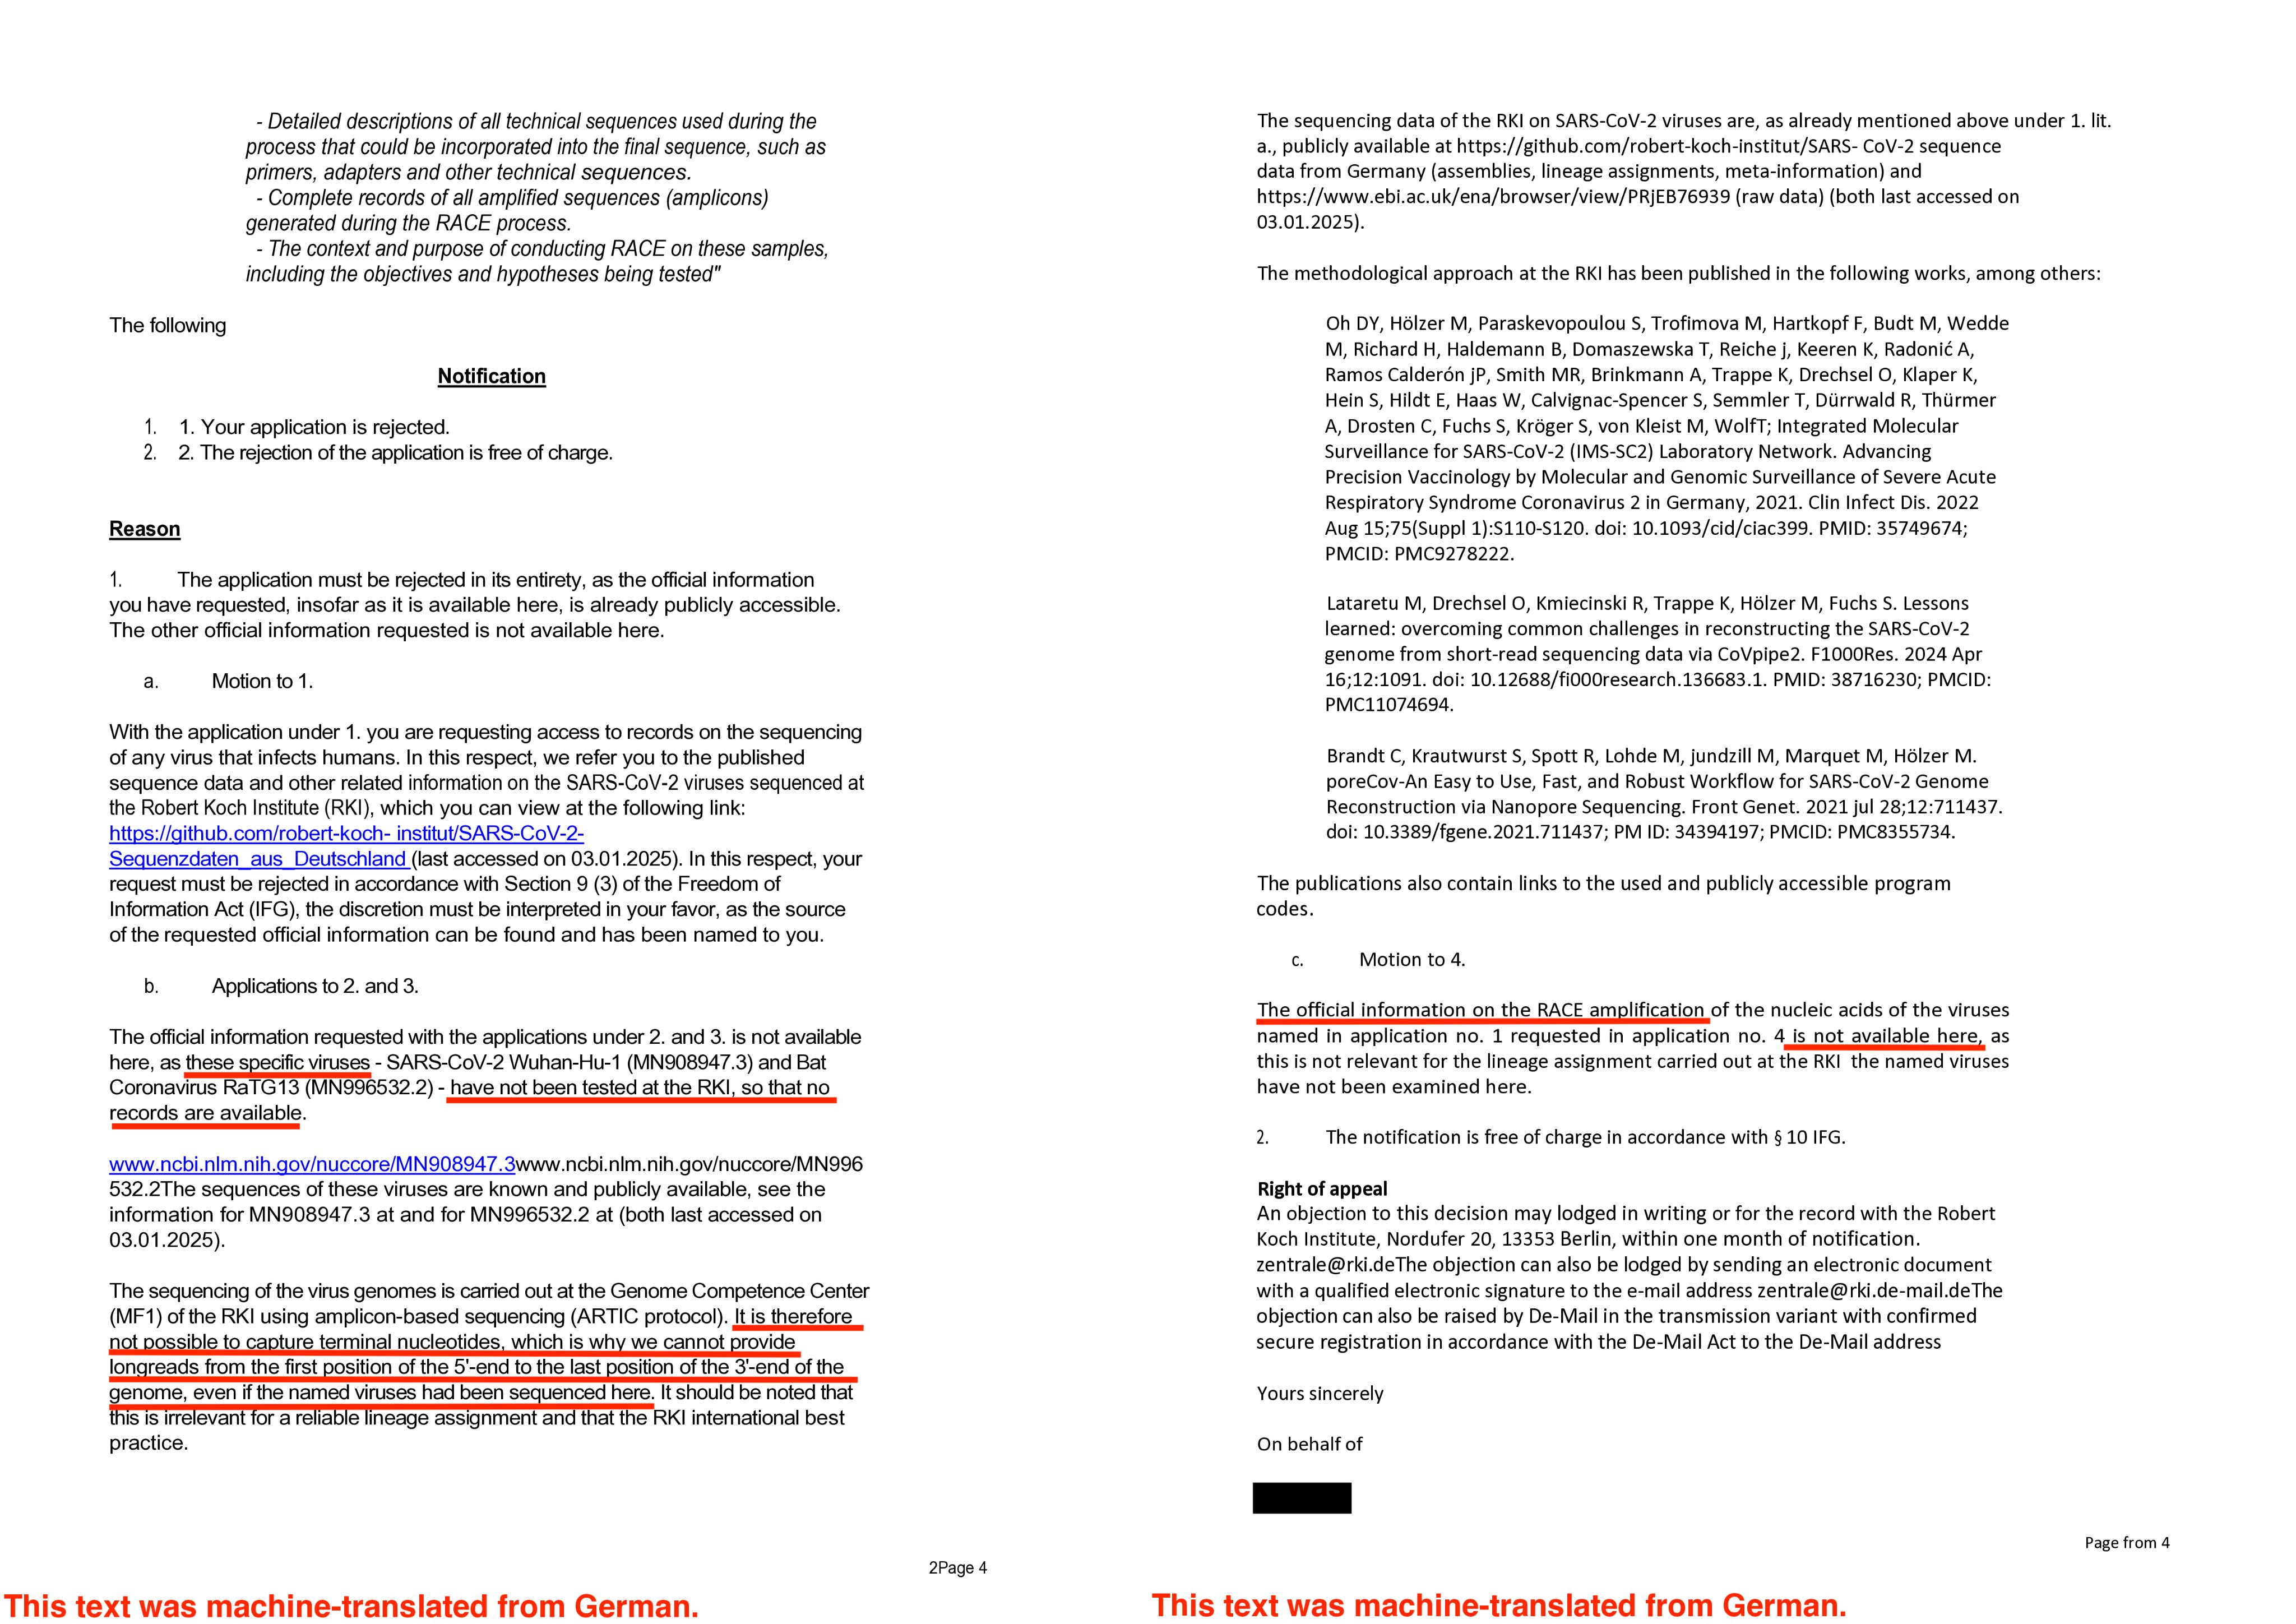 - Detailed descriptions of all technical sequences used during the
process that could be incorporated into the final sequence, such as
primers, adapters and other technical sequences.
- Complete records of all amplified sequences (amplicons)
generated during the RACE process.
- The context and purpose of conducting RACE on these samples,
including the objectives and hypotheses being tested"
The following
Notification
1. 1. Your application is rejected.
2. 2. The rejection of the application is free of charge.
Reason
1. The application must be rejected in its entirety, as the official information
you have requested, insofar as it is available here, is already publicly accessible.
The other official information requested is not available here.
a. Motion to 1.
With the application under 1. you are requesting access to records on the sequencing
of any virus that infects humans. In this respect, we refer you to the published
sequence data and other related information on the SARS-CoV-2 viruses sequenced at
the Robert Koch Institute (RKI), which you can view at the following link:
https://github.com/robert-koch- institut/SARS-CoV-2-
Sequenzdaten_aus_Deutschland (last accessed on 03.01.2025). In this respect, your
request must be rejected in accordance with Section 9 (3) of the Freedom of
Information Act (IFG), the discretion must be interpreted in your favor, as the source
of the requested official information can be found and has been named to you.
b. Applications to 2. and 3.
The official information requested with the applications under 2. and 3. is not available
here, as these specific viruses - SARS-CoV-2 Wuhan-Hu-1 (MN908947.3) and Bat
Coronavirus RaTG13 (MN996532.2) - have not been tested at the RKI, so that no
records are available.
www.ncbi.nlm.nih.gov/nuccore/MN908947.3www.ncbi.nlm.nih.gov/nuccore/MN996
532.2The sequences of these viruses are known and publicly available, see the
information for MN908947.3 at and for MN996532.2 at (both last accessed on
03.01.2025).
The sequencing of the virus genomes is carried out at the Genome Competence Center
(MF1) of the RKI using amplicon-based sequencing (ARTIC protocol). It is therefore
not possible to capture terminal nucleotides, which is why we cannot provide
longreads from the first position of the 5'-end to the last position of the 3'-end of the
genome, even if the named viruses had been sequenced here. It should be noted that
this is irrelevant for a reliable lineage assignment and that the RKI international best
practice.
2Page 4
This text was machine-translated from German.
The sequencing data of the RKI on SARS-CoV-2 viruses are, as already mentioned above under 1. lit.
a., publicly available at https://github.com/robert-koch-institut/SARS- CoV-2 sequence
data from Germany (assemblies, lineage assignments, meta-information) and
https://www.ebi.ac.uk/ena/browser/view/PRjEB76939 (raw data) (both last accessed on
03.01.2025).
The methodological approach at the RKI has been published in the following works, among others:
Oh DY, Hölzer M, Paraskevopoulou S, Trofimova M, Hartkopf F, Budt M, Wedde
M, Richard H, Haldemann B, Domaszewska T, Reiche j, Keeren K, Radonić A,
Ramos Calderón jP, Smith MR, Brinkmann A, Trappe K, Drechsel O, Klaper K,
Hein S, Hildt E, Haas W, Calvignac-Spencer S, Semmler T, Dürrwald R, Thürmer
A, Drosten C, Fuchs S, Kröger S, von Kleist M, WolfT; Integrated Molecular
Surveillance for SARS-CoV-2 (IMS-SC2) Laboratory Network. Advancing
Precision Vaccinology by Molecular and Genomic Surveillance of Severe Acute
Respiratory Syndrome Coronavirus 2 in Germany, 2021. Clin Infect Dis. 2022
Aug 15;75(Suppl 1):S110-S120. doi: 10.1093/cid/ciac399. PMID: 35749674;
PMCID: PMC9278222.
Lataretu M, Drechsel O, Kmiecinski R, Trappe K, Hölzer M, Fuchs S. Lessons
learned: overcoming common challenges in reconstructing the SARS-CoV-2
genome from short-read sequencing data via CoVpipe2. F1000Res. 2024 Apr
16;12:1091. doi: 10.12688/fi000research.136683.1. PMID: 38716230; PMCID:
PMC11074694.
Brandt C, Krautwurst S, Spott R, Lohde M, jundzill M, Marquet M, Hölzer M.
poreCov-An Easy to Use, Fast, and Robust Workflow for SARS-CoV-2 Genome
Reconstruction via Nanopore Sequencing. Front Genet. 2021 jul 28;12:711437.
doi: 10.3389/fgene.2021.711437; PM ID: 34394197; PMCID: PMC8355734.
The publications also contain links to the used and publicly accessible program
codes.
c. Motion to 4.
The official information on the RACE amplification of the nucleic acids of the viruses
named in application no. 1 requested in application no. 4 is not available here, as
this is not relevant for the lineage assignment carried out at the RKI the named viruses
have not been examined here.
2. The notification is free of charge in accordance with § 10 IFG.
Right of appeal
An objection to this decision may lodged in writing or for the record with the Robert
Koch Institute, Nordufer 20, 13353 Berlin, within one month of notification.
zentrale@rki.deThe objection can also be lodged by sending an electronic document
with a qualified electronic signature to the e-mail address zentrale@rki.de-mail.deThe
objection can also be raised by De-Mail in the transmission variant with confirmed
secure registration in accordance with the De-Mail Act to the De-Mail address
Yours sincerely
On behalf of
Page from 4
This text was machine-translated from German.